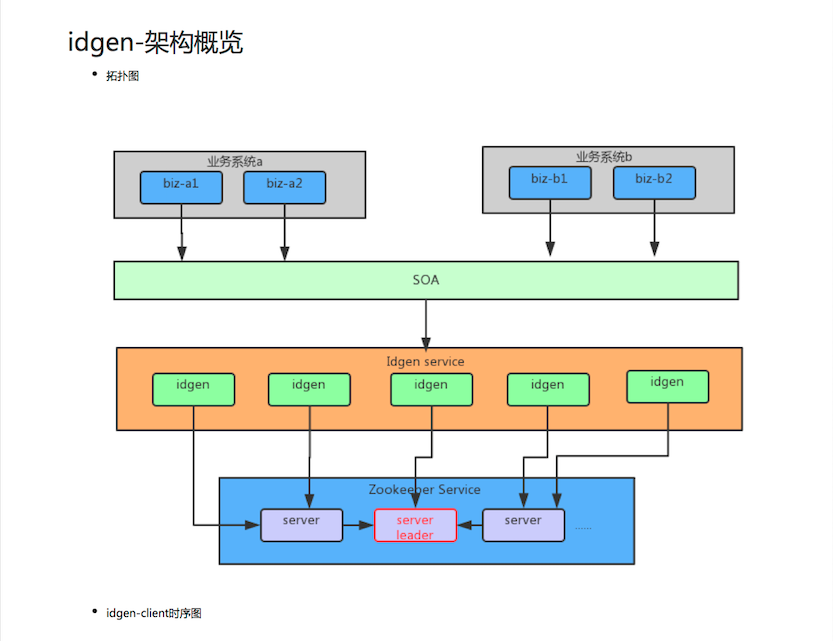 idgen-架构概览
拓扑图
业务系统a
biz-a1
biz-a2
业务系统b
biz-b1
biz-b2
SOA
Idgen service
idgen
idgen
idgen
idgen
idgen
Zookeeper Service
server
server
leader
server
......
idgen-client时序图